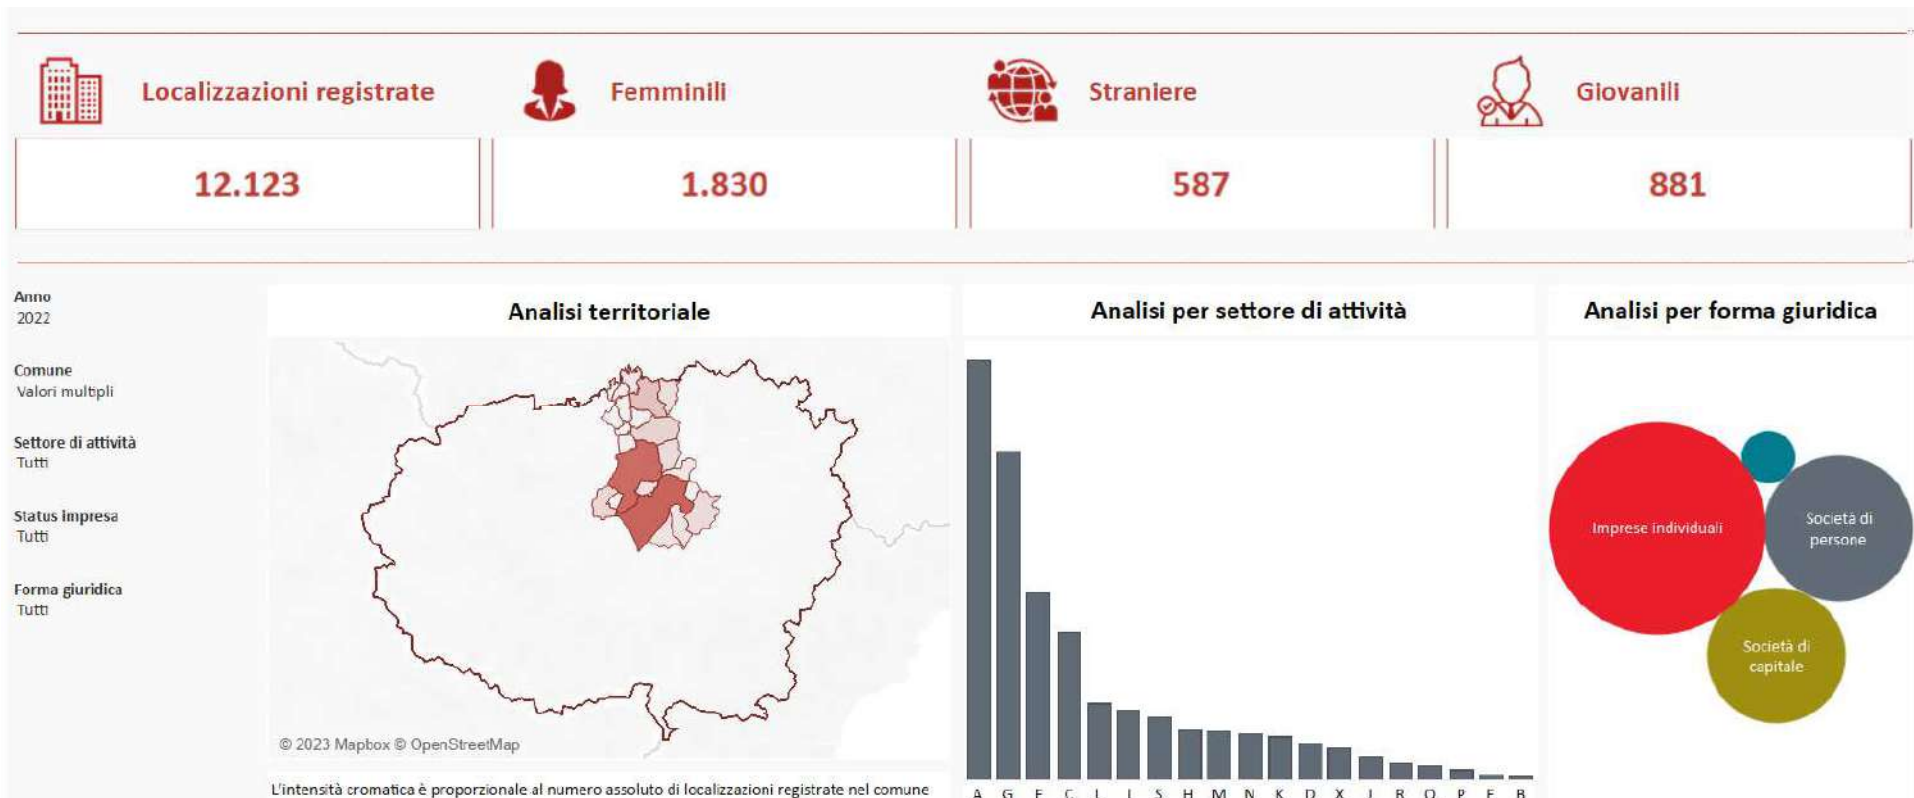 Localizzazioni registrate
Femminili
Straniere
Giovanili
12.123
1.830
587
881
Anno
2022
Comune
Valori multipli
Settore di attività
Tutti
Status impresa
Tutti
Forma giuridica
Tutti
Analisi territoriale
© 2023 Mapbox © OpenStreetMap
L'intensità cromatica è proporzionale al numero assoluto di localizzazioni registrate nel comune
Analisi per settore di attività
A G F C L I S H M N K D X J R Q P E B
Analisi per forma giuridica
Imprese individuali
Società di
persone
Società di
capitale